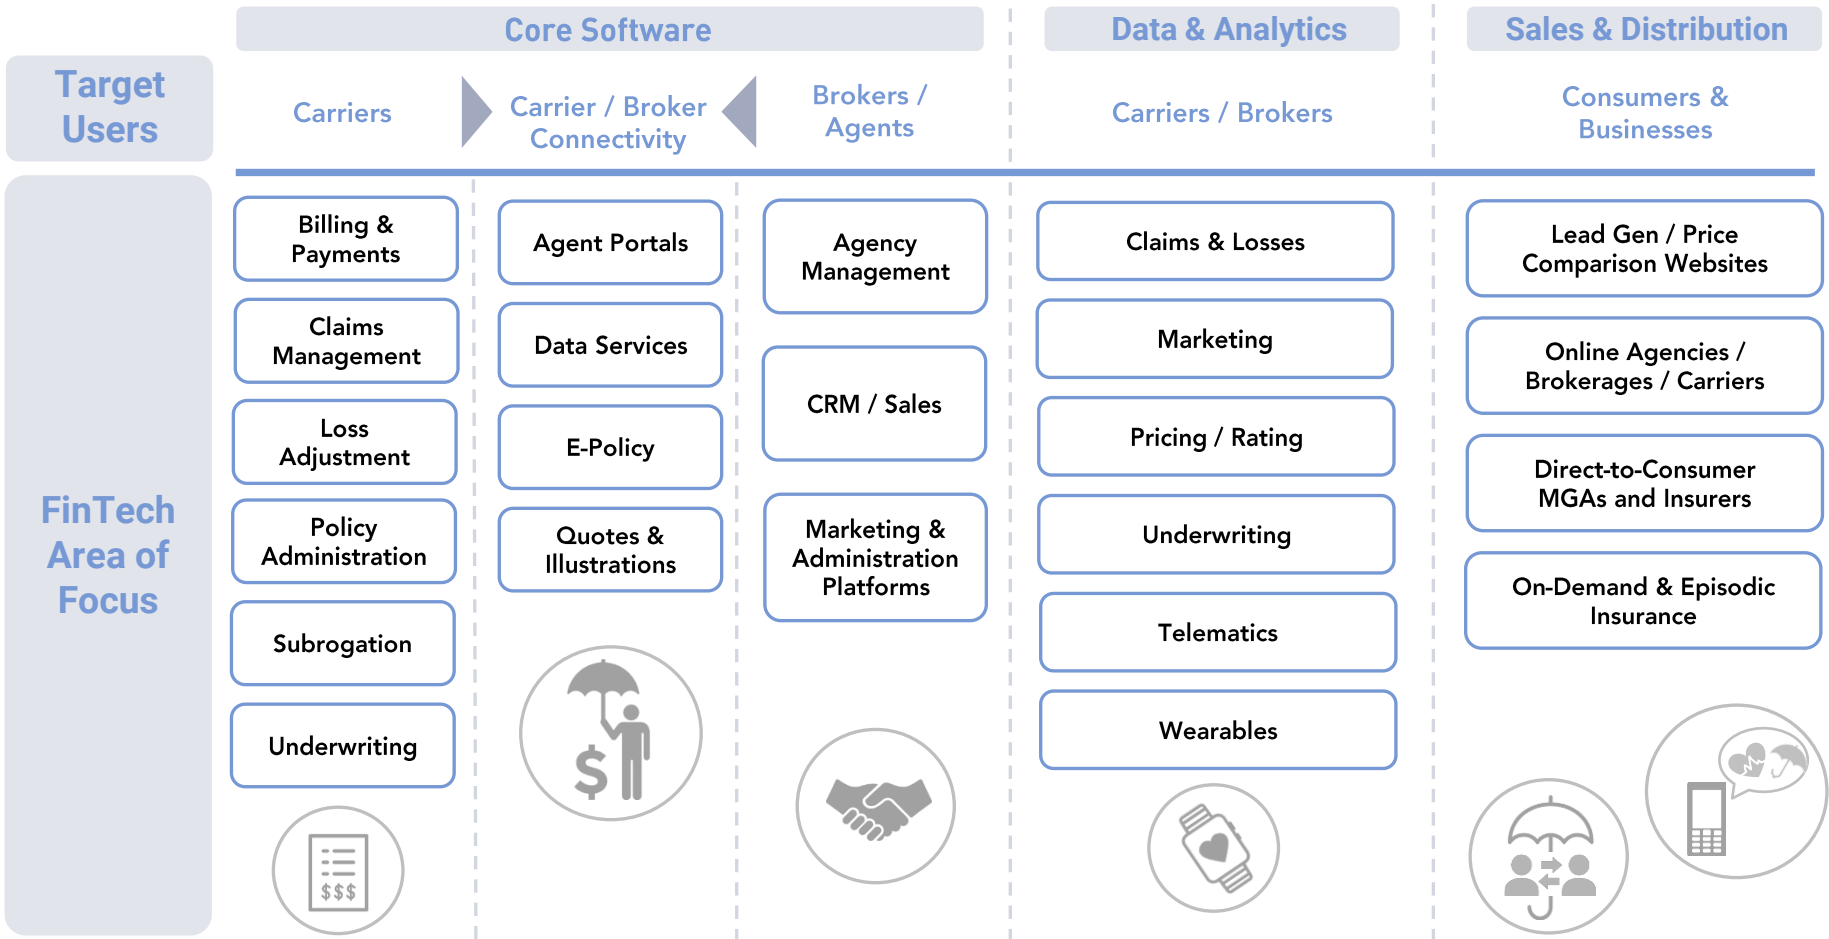 Core Software
Data & Analytics
Sales & Distribution
Target
Users
Carriers
Carrier / Broker
Connectivity
Brokers /
Agents
Carriers / Brokers
Consumers &
Businesses
FinTech
Area of
Focus
Billing &
Payments
Claims
Management
Loss
Adjustment
Policy
Administration
Subrogation
Underwriting
$$$
Agent Portals
Data Services
E-Policy
Quotes &
Illustrations
$
Agency
Management
CRM / Sales
Marketing &
Administration
Platforms
Claims & Losses
Marketing
Pricing / Rating
Underwriting
Telematics
Wearables
Lead Gen / Price
Comparison Websites
Online Agencies /
Brokerages / Carriers
Direct-to-Consumer
MGAs and Insurers
On-Demand & Episodic
Insurance